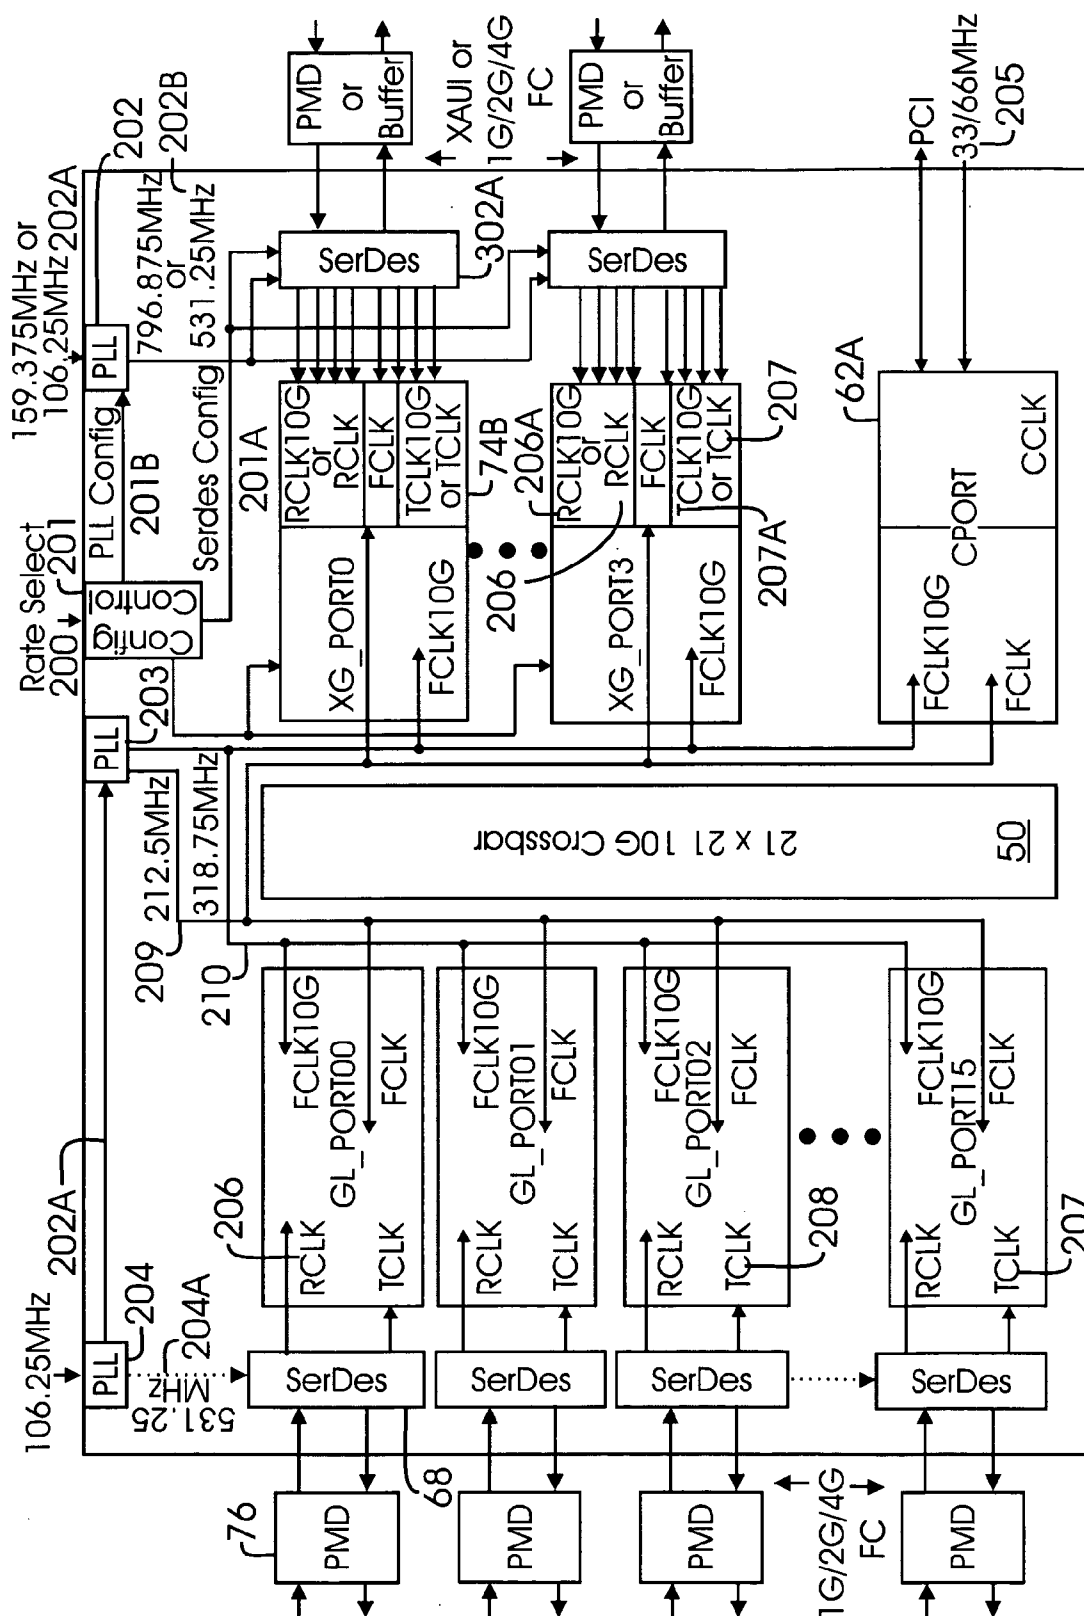 159.375MHz or
106.25MHz 202A
202
PLL
796.875MHz
or
531.25MHz
202B
Rate Select
200
201
Config
Control
PLL Config
201B
Serdes Config
201A
PLL
203
212.5MHz
318.75MHz
209
210
202A
106.25MHz
PLL
204
531.25
MHz
204A
PMD
or
Buffer
XAUI or
1G/2G/4G
FC
PMD
or
Buffer
PCI
33/66MHz
205
SerDes
302A
SerDes
RCLK10G
or
RCLK
FCLK
TCLK10G
or TCLK
74B
XG_PORT0
FCLK10G
RCLK10G
or
RCLK
206A
206
FCLK
TCLK10G
or TCLK
207
207A
XG_PORT3
FCLK10G
62A
CPORT
CCLK
FCLK10G
FCLK
21 x 21 10G Crossbar
50
FCLK10G
GL_PORT00
FCLK
RCLK
206
TCLK
FCLK10G
GL_PORT01
FCLK
RCLK
TCLK
FCLK10G
GL_PORT02
FCLK
RCLK
TCLK
208
FCLK10G
GL_PORT15
FCLK
RCLK
TCLK
207
SerDes
68
SerDes
SerDes
SerDes
76
PMD
PMD
PMD
1G/2G/4G
FC
PMD